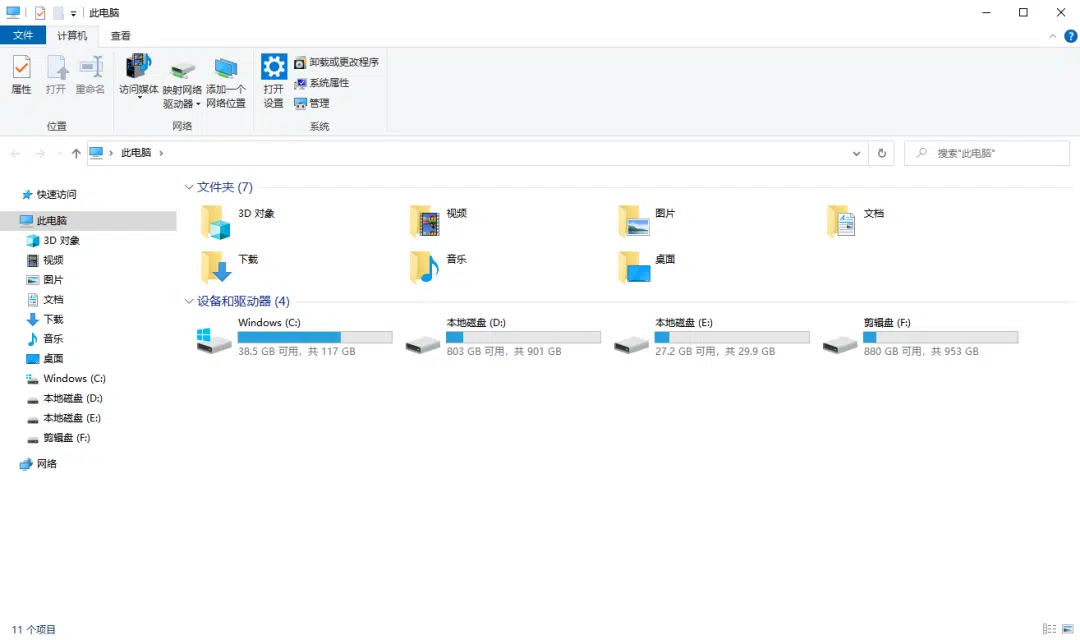 此电脑
文件 计算机 查看
属性 打开 重命名 访问媒体 映射网络驱动器 添加一个网络位置 打开设置 卸载或更改程序
系统属性
管理
位置 网络 系统
此电脑 搜索"此电脑"
快速访问
此电脑
3D 对象
视频
图片
文档
下载
音乐
桌面
Windows (C:)
本地磁盘 (D:)
本地磁盘 (E:)
剪辑盘 (F:)
网络
文件夹 (7)
3D 对象 视频 图片 文档
下载 音乐 桌面
设备和驱动器 (4)
Windows (C:) 本地磁盘 (D:) 本地磁盘 (E:) 剪辑盘 (F:)
38.5 GB 可用，共 117 GB 803 GB 可用，共 901 GB 27.2 GB 可用，共 29.9 GB 880 GB 可用，共 953 GB
11 个项目